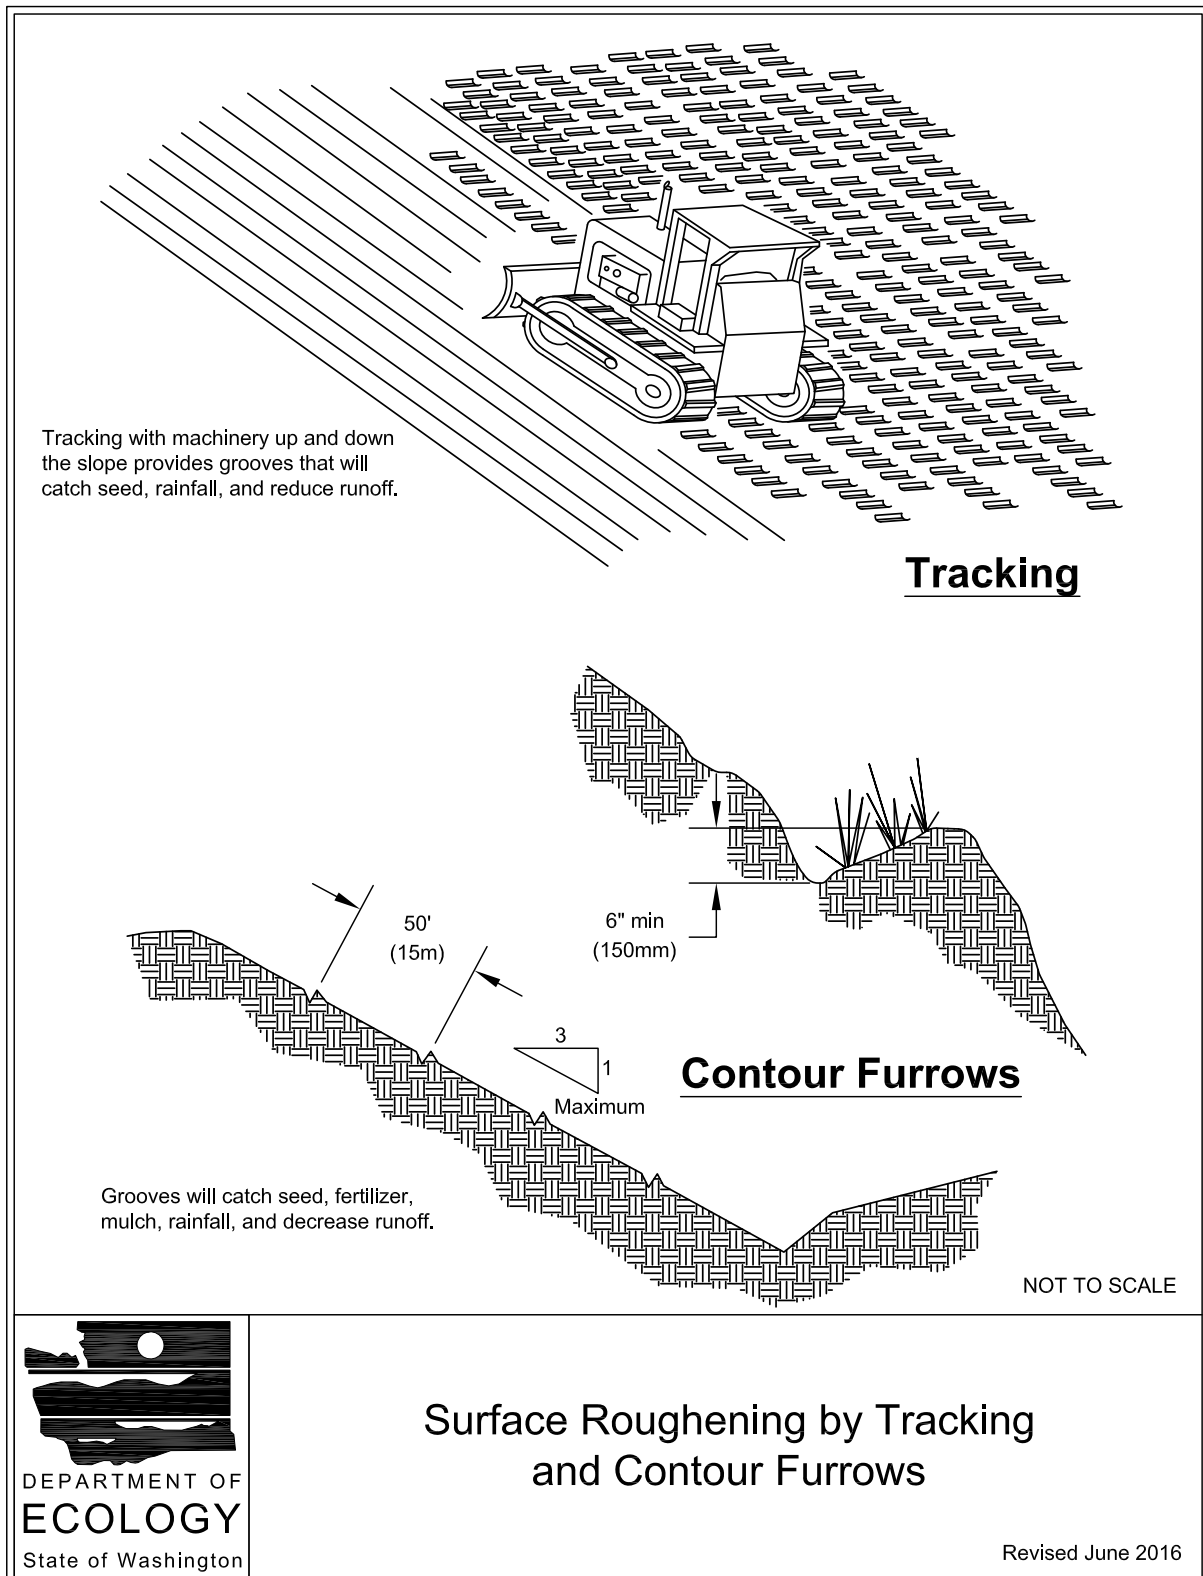 Tracking with machinery up and down
the slope provides grooves that will
catch seed, rainfall, and reduce runoff.
Tracking
6" min
(150mm)
50'
(15m)
3
1
Maximum
Contour Furrows
Grooves will catch seed, fertilizer,
mulch, rainfall, and decrease runoff.
NOT TO SCALE
DEPARTMENT OF
ECOLOGY
State of Washington
Surface Roughening by Tracking
and Contour Furrows
Revised June 2016